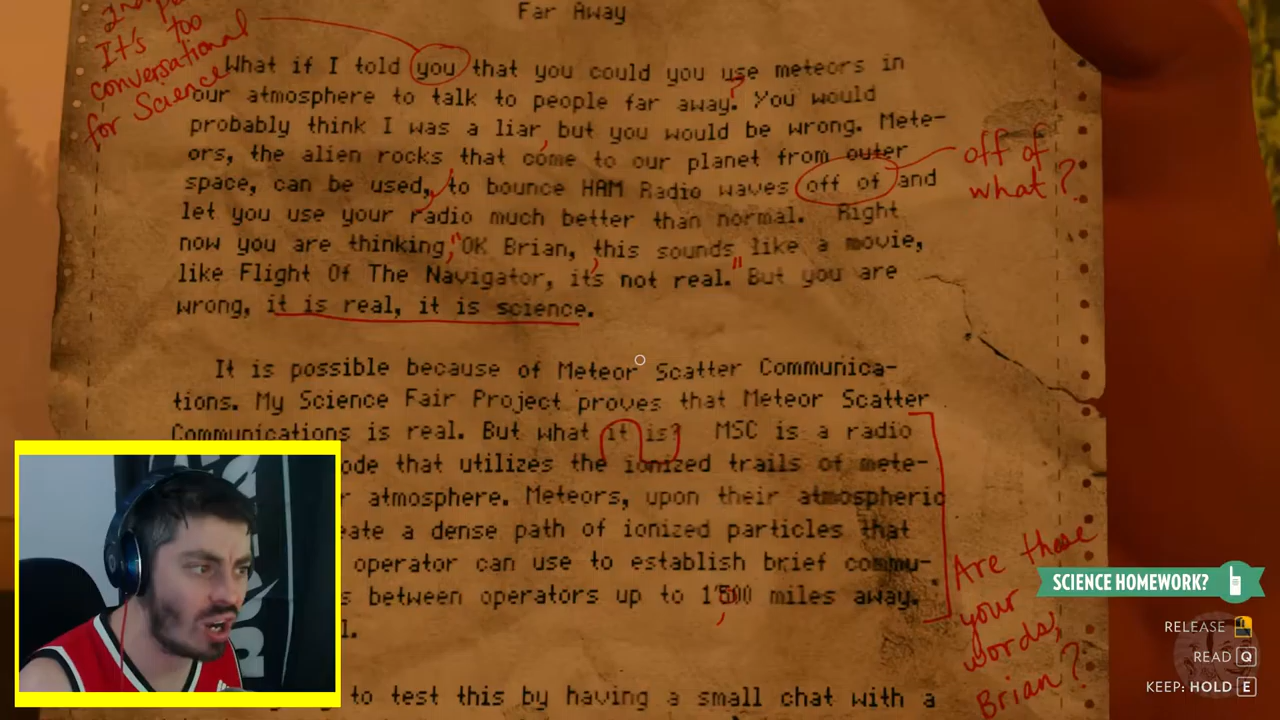 Far Away
It's too
conversational
for Science
What if I told you that you could you use meteors in
our atmosphere to talk to people far away? You would
probably think I was a liar, but you would be wrong. Mete-
ors, the alien rocks that come to our planet from outer
space, can be used, to bounce HAM Radio waves off of and
let you use your radio much better than normal. Right
now you are thinking, "OK Brian, this sounds like a movie,
like Flight Of The Navigator, it's not real." But you are
wrong, it is real, it is science.
off of
what?
It is possible because of Meteor Scatter Communica-
tions. My Science Fair Project proves that Meteor Scatter
Communications is real. But what it is? MSC is a radio
ode that utilizes the ionized trails of mete-
r atmosphere. Meteors, upon their atmospheric
eate a dense path of ionized particles that
operator can use to establish brief commu-
s between operators up to 1,500 miles away.
l.
to test this by having a small chat with a
Are these
your
words,
Brian?
SCIENCE HOMEWORK?
RELEASE
READ Q
KEEP: HOLD E